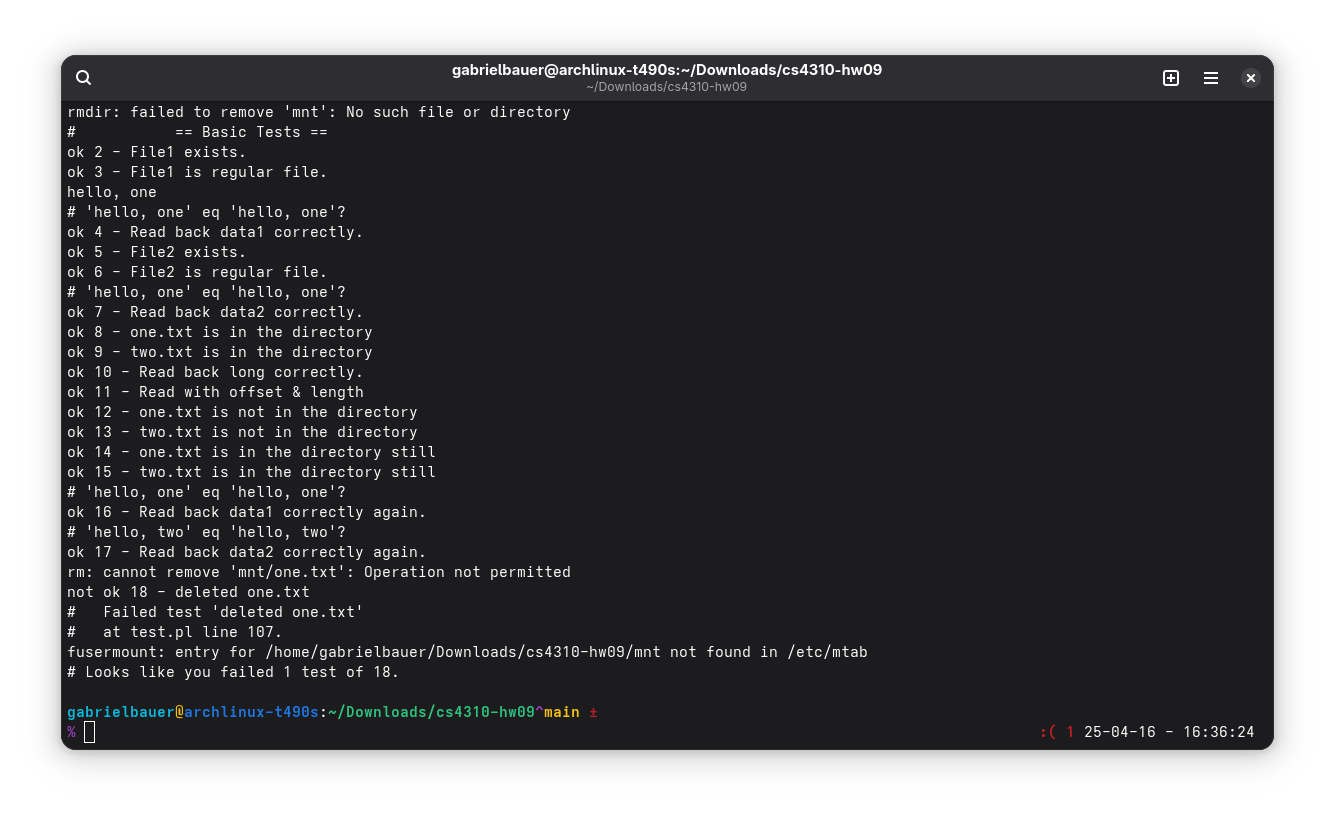 gabrielbauer@archlinux-t490s:~/Downloads/cs4310-hw09
~/Downloads/cs4310-hw09
rmdir: failed to remove 'mnt': No such file or directory
#           == Basic Tests ==
ok 2 - File1 exists.
ok 3 - File1 is regular file.
hello, one
# 'hello, one' eq 'hello, one'?
ok 4 - Read back data1 correctly.
ok 5 - File2 exists.
ok 6 - File2 is regular file.
# 'hello, one' eq 'hello, one'?
ok 7 - Read back data2 correctly.
ok 8 - one.txt is in the directory
ok 9 - two.txt is in the directory
ok 10 - Read back long correctly.
ok 11 - Read with offset & length
ok 12 - one.txt is not in the directory
ok 13 - two.txt is not in the directory
ok 14 - one.txt is in the directory still
ok 15 - two.txt is in the directory still
# 'hello, one' eq 'hello, one'?
ok 16 - Read back data1 correctly again.
# 'hello, two' eq 'hello, two'?
ok 17 - Read back data2 correctly again.
rm: cannot remove 'mnt/one.txt': Operation not permitted
not ok 18 - deleted one.txt
#   Failed test 'deleted one.txt'
#   at test.pl line 107.
fusermount: entry for /home/gabrielbauer/Downloads/cs4310-hw09/mnt not found in /etc/mtab
# Looks like you failed 1 test of 18.
gabrielbauer@archlinux-t490s:~/Downloads/cs4310-hw09^main ±
% :( 1 25-04-16 - 16:36:24